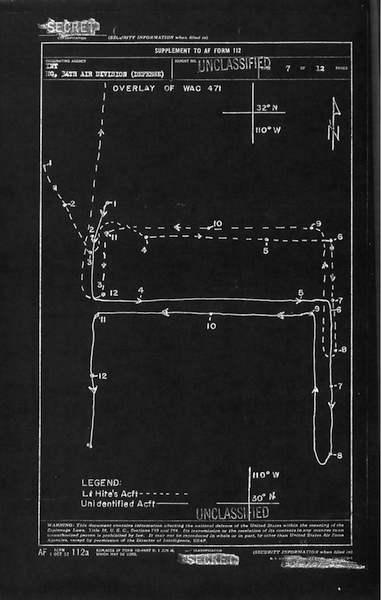 SECRET
CLASSIFICATION
(SECURITY INFORMATION when filled in)
SUPPLEMENT TO AF FORM 112
ORIGINATING AGENCY
INT
HQ, 34TH AIR DIVISION (DEFENSE)
REPORT NO.
UNCLASSIFIED
PAGE 7 OF 12 PAGES
OVERLAY OF WAC 471
32° N
110° W
N
1
2
1
2
2
3
3
11
4
10
5
9
6
12
4
5
7
6
11
10
9
8
12
7
8
LEGEND:
Lt Hite's Acft
Unidentified Acft
110° W
30° N
UNCLASSIFIED
WARNING: This document contains information affecting the national defense of the United States within the meaning of the
Espionage Laws, Title 18, U. S. C., Sections 793 and 794. Its transmission or the revelation of its contents in any manner to an
unauthorized person is prohibited by law. It may not be reproduced in whole or in part, by other than United States Air Force
Agencies, except by permission of the Director of Intelligence, USAF.
AF FORM 112a
1 OCT 52
REPLACES AF FORM 112-PART II, 1 JUN 48,
WHICH MAY BE USED.
CLASSIFICATION
(SECURITY INFORMATION when filled in)